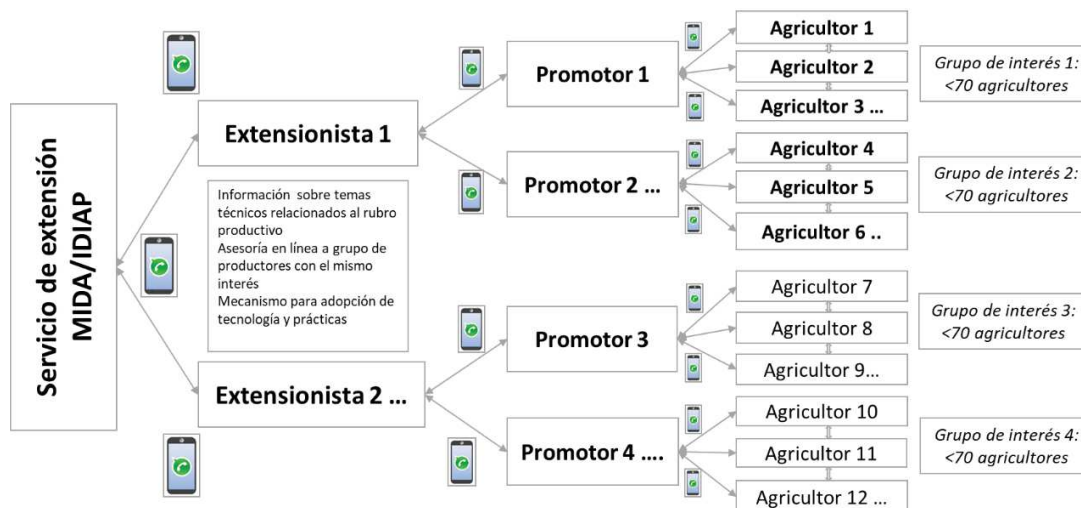 Servicio de extensión
MIDA/IDIAP
Extensionista 1
Información sobre temas
técnicos relacionados al rubro
productivo
Asesoría en línea a grupo de
productores con el mismo
interés
Mecanismo para adopción de
tecnología y prácticas
Extensionista 2 ...
Promotor 1
Promotor 2 ...
Promotor 3
Promotor 4 ....
Agricultor 1
Agricultor 2
Agricultor 3 ...
Agricultor 4
Agricultor 5
Agricultor 6 ..
Agricultor 7
Agricultor 8
Agricultor 9...
Agricultor 10
Agricultor 11
Agricultor 12 ...
Grupo de interés 1:
<70 agricultores
Grupo de interés 2:
<70 agricultores
Grupo de interés 3:
<70 agricultores
Grupo de interés 4:
<70 agricultores